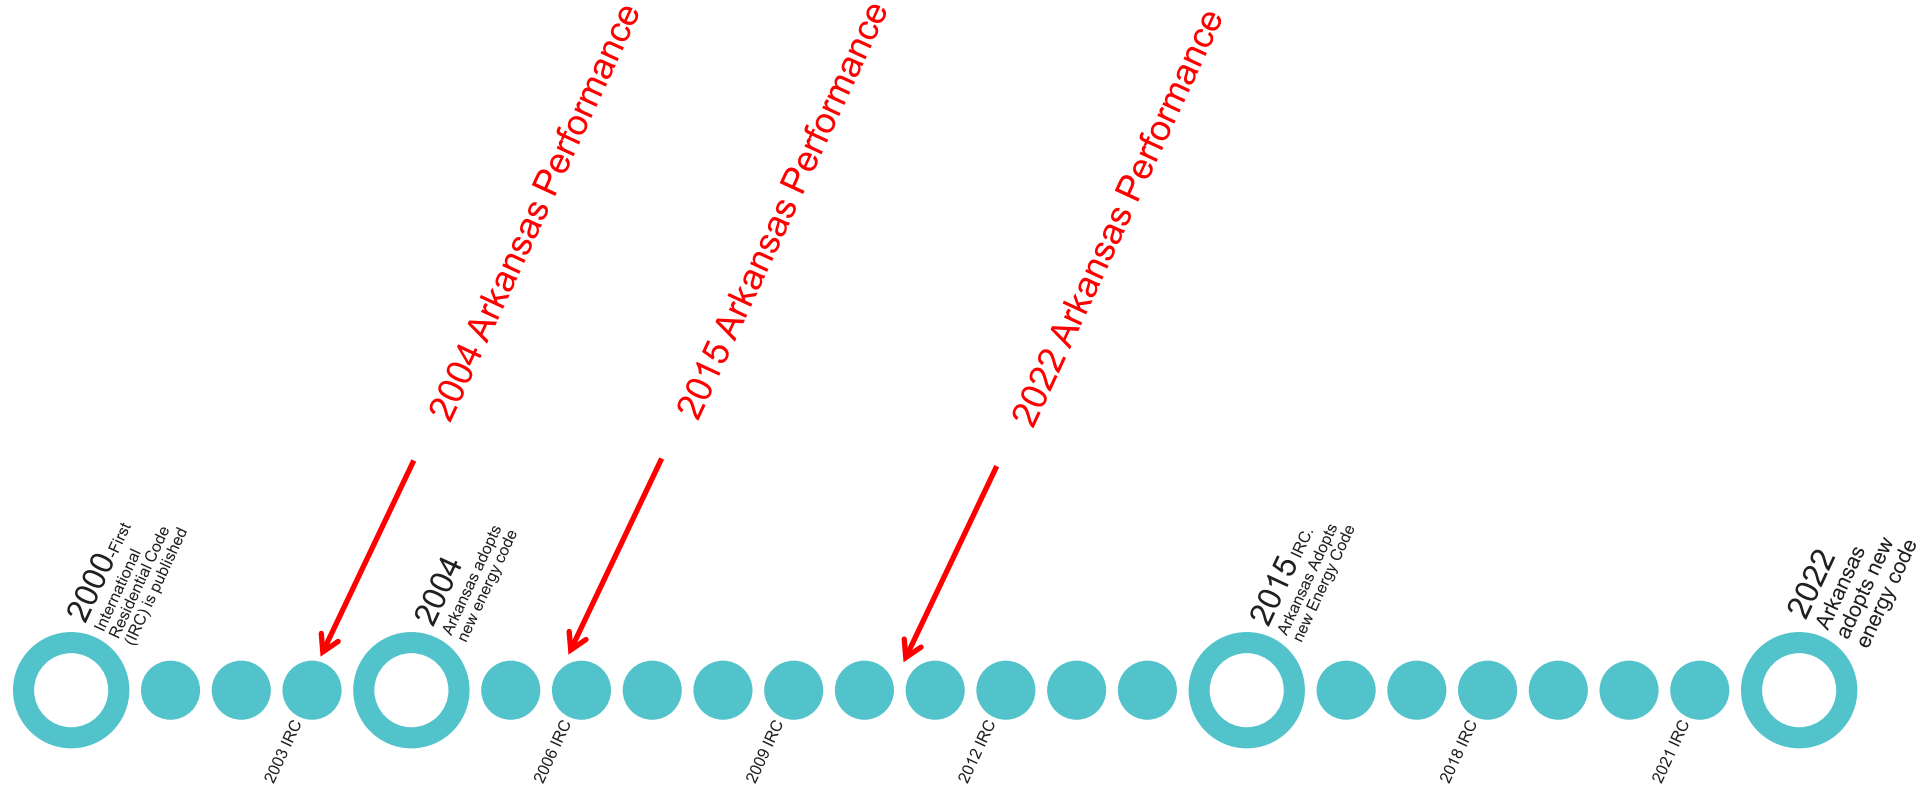 2004 Arkansas Performance
2015 Arkansas Performance
2022 Arkansas Performance
2000-First
International
Residential Code
(IRC) is published
2004
Arkansas adopts
new energy code
2015 IRC.
Arkansas Adopts
new Energy Code
2022
Arkansas
adopts new
energy code
2003 IRC
2006 IRC
2009 IRC
2012 IRC
2018 IRC
2021 IRC